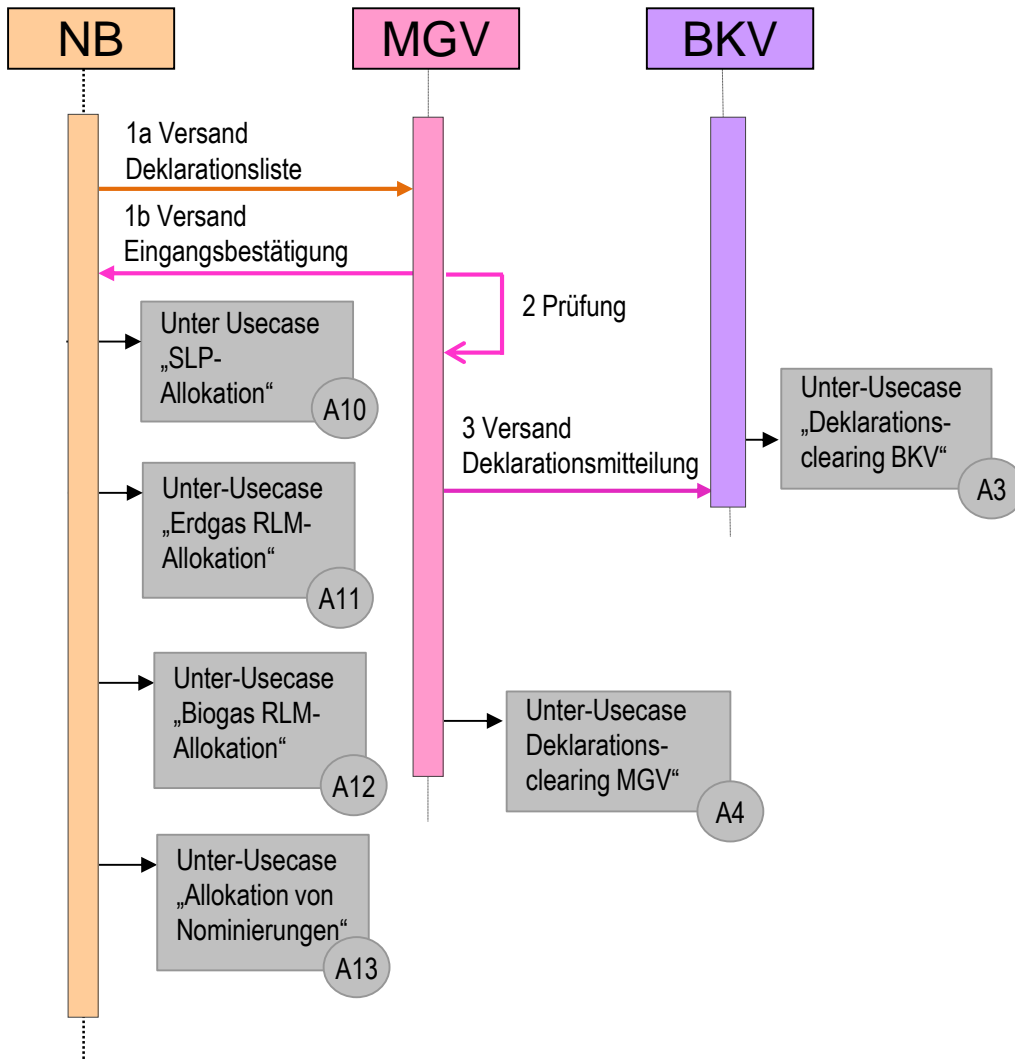 NB
MGV
BKV
1a Versand
Deklarationsliste
1b Versand
Eingangsbestätigung
2 Prüfung
Unter Usecase
„SLP-
Allokation“
A10
Unter-Usecase
„Deklarations-
clearing BKV“
A3
3 Versand
Deklarationsmitteilung
Unter-Usecase
„Erdgas RLM-
Allokation“
A11
Unter-Usecase
„Biogas RLM-
Allokation“
A12
Unter-Usecase
Deklarations-
clearing MGV“
A4
Unter-Usecase
„Allokation von
Nominierungen“
A13